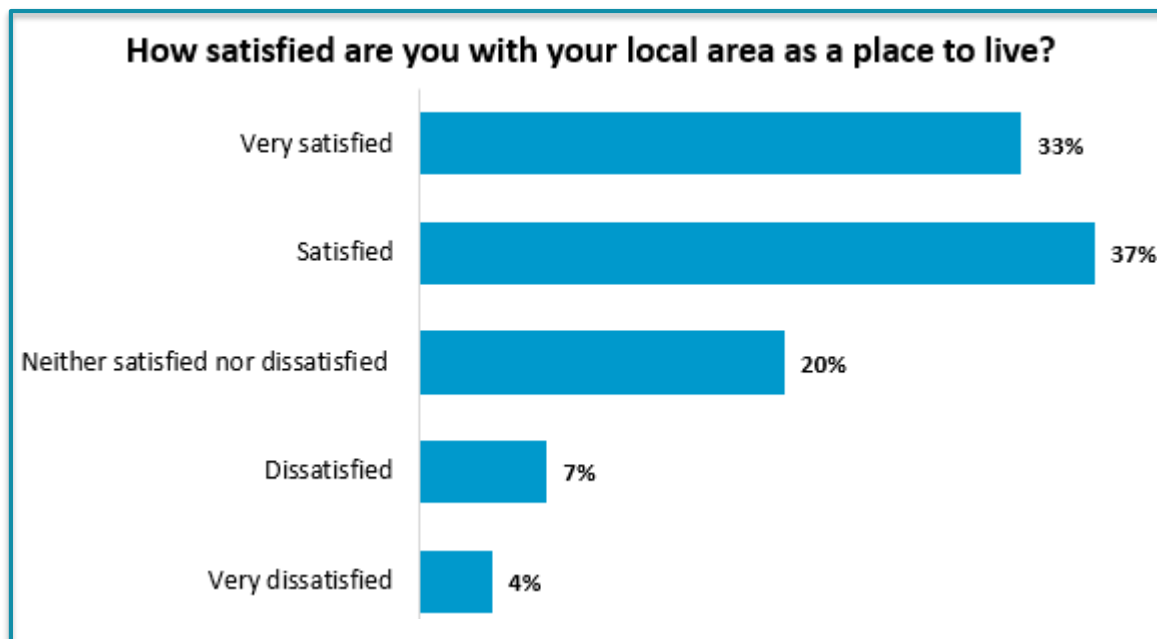 How satisfied are you with your local area as a place to live?
Very satisfied 33%
Satisfied 37%
Neither satisfied nor dissatisfied 20%
Dissatisfied 7%
Very dissatisfied 4%